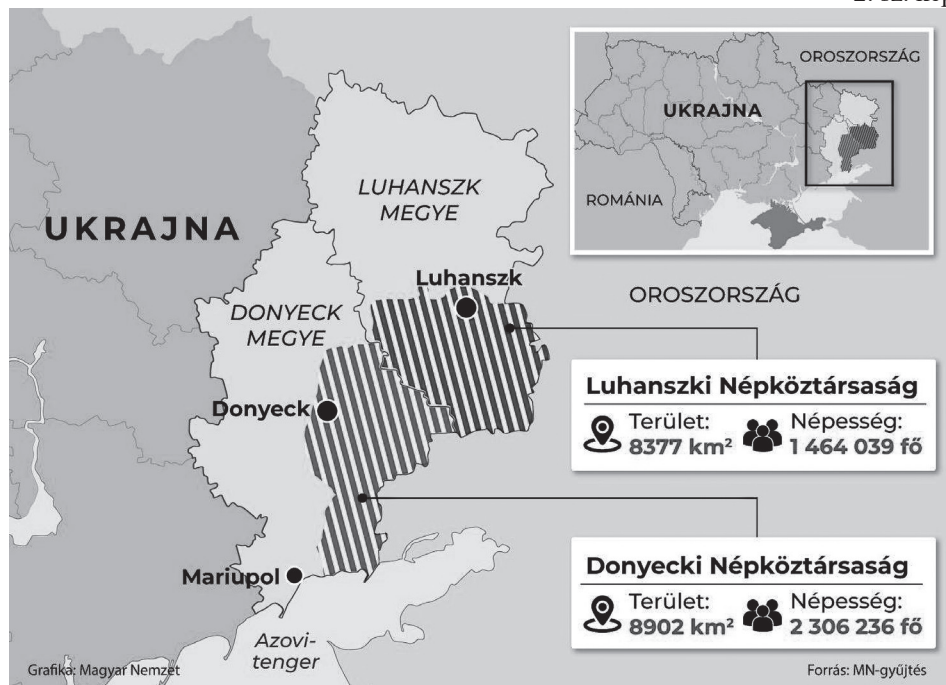 UKRAJNA
LUHANSZK
MEGYE
Luhanszk
DONYECK
MEGYE
Donyeck
Mariupol
Azovi-
tenger
OROSZORSZÁG
UKRAJNA
ROMÁNIA
OROSZORSZÁG
Luhanszki Népköztársaság
Terület:
8377 km²
Népesség:
1 464 039 fő
Donyecki Népköztársaság
Terület:
8902 km²
Népesség:
2 306 236 fő
Grafika: Magyar Nemzet
Forrás: MN-gyűjtés